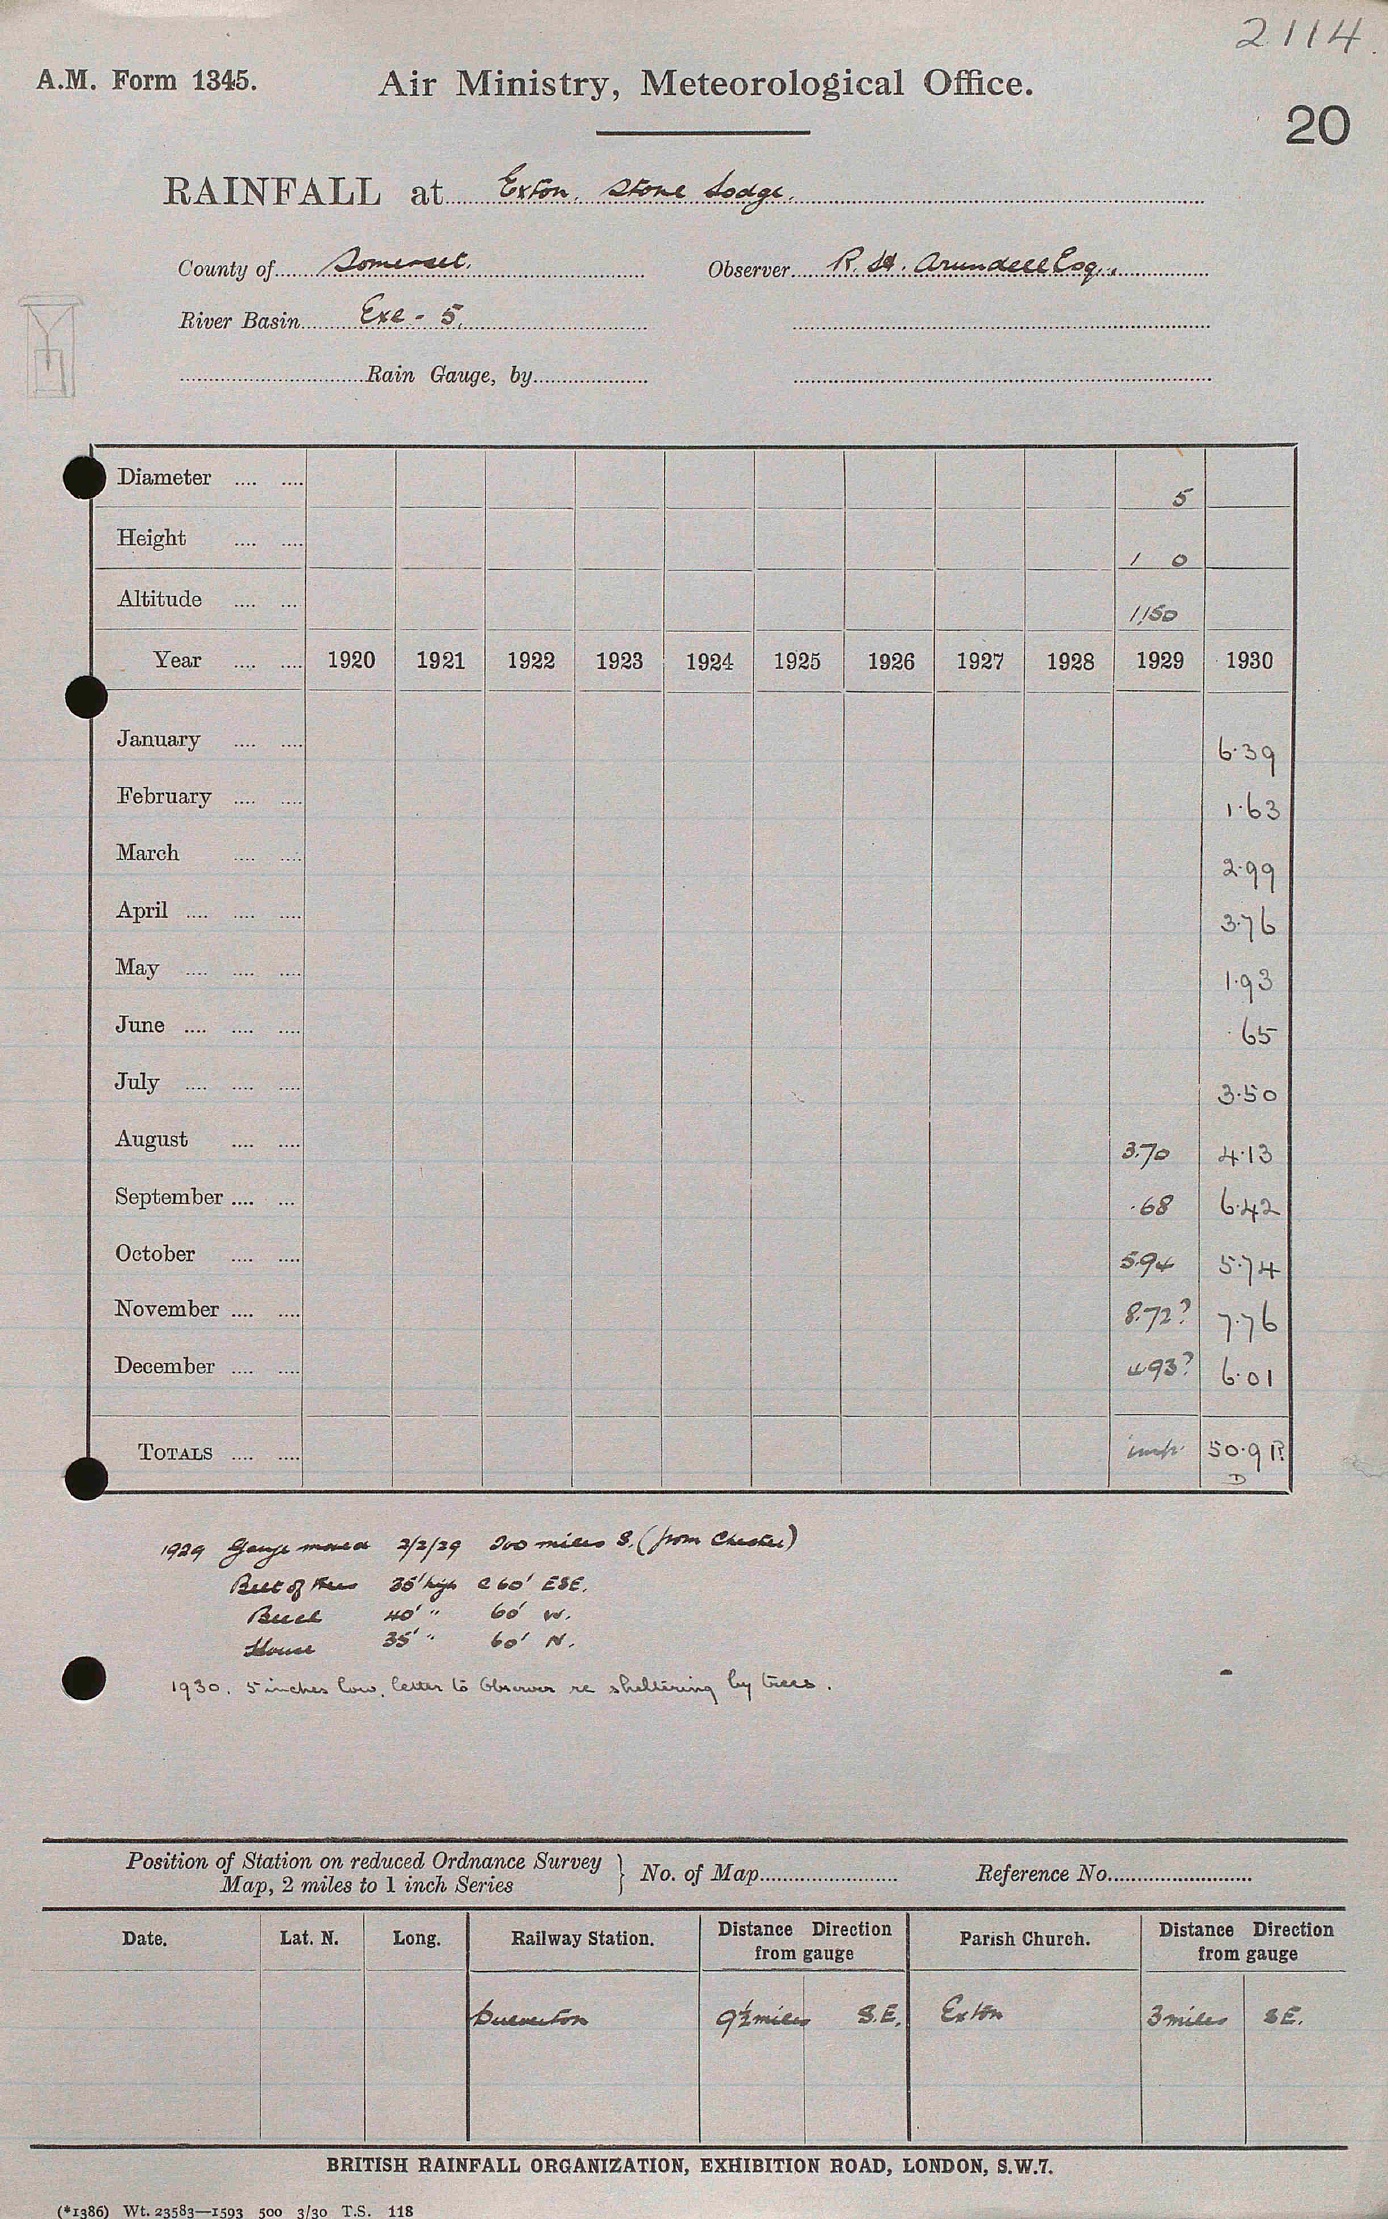 2114.
A.M. Form 1345.
Air Ministry, Meteorological Office.
20
RAINFALL at Exton. Stone Lodge.
County of Somerset. Observer R. H. Arundell Esq.
River Basin Exe - 5.
Rain Gauge, by
Diameter .... .... 5
Height .... .... 1 0
Altitude .... ... 1150
Year .... .... 1920 1921 1922 1923 1924 1925 1926 1927 1928 1929 1930
January .... .... 6.39
February .... .... 1.63
March .... .... 2.99
April .... .... .... 3.76
May .... .... .... 1.93
June .... .... .... .65
July .... .... .... 3.50
August .... .... 3.70 4.13
September .... ... .68 6.42
October .... .... 5.94 5.74
November .... .... 8.72? 7.76
December .... .... 4.93? 6.01
TOTALS .... .... 50.91
D
1929 Gauge moved 2/2/29 200 miles S. (from Chester)
Belt of trees 35' high @ 60' ESE.
Beech 40' " 60' W.
House 35' " 60' N.
1930. 5 inches low. letter to Observer re sheltering by trees.
Position of Station on reduced Ordnance Survey Map, 2 miles to 1 inch Series } No. of Map Reference No.
Date. Lat. N. Long. Railway Station. Distance Direction from gauge Parish Church. Distance Direction from gauge
Dulverton 9½ miles S.E. Exton 3 miles SE.
BRITISH RAINFALL ORGANIZATION, EXHIBITION ROAD, LONDON, S.W.7.
(*1386) Wt. 23583—1593 500 3/30 T.S. 118